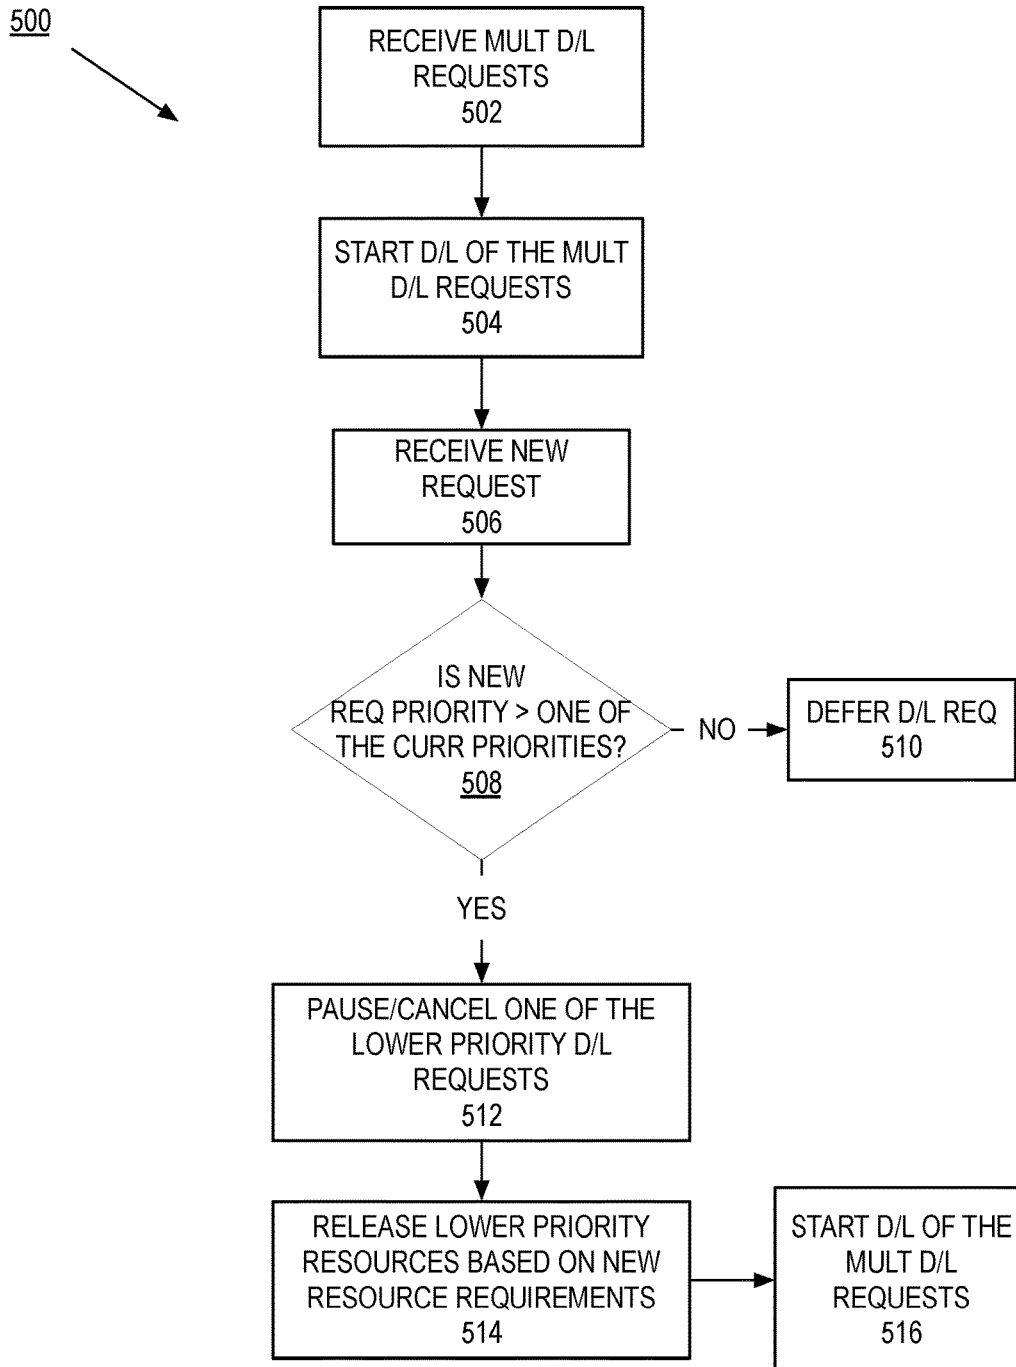 500
RECEIVE MULT D/L
REQUESTS
502
START D/L OF THE MULT
D/L REQUESTS
504
RECEIVE NEW
REQUEST
506
IS NEW
REQ PRIORITY > ONE OF
THE CURR PRIORITIES?
508
NO
DEFER D/L REQ
510
YES
PAUSE/CANCEL ONE OF THE
LOWER PRIORITY D/L
REQUESTS
512
RELEASE LOWER PRIORITY
RESOURCES BASED ON NEW
RESOURCE REQUIREMENTS
514
START D/L OF THE
MULT D/L
REQUESTS
516